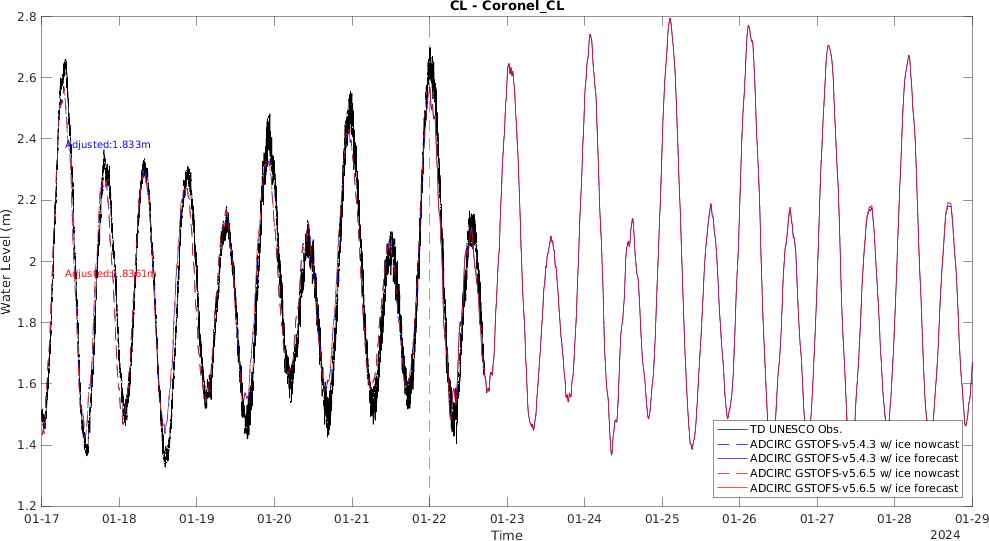 CL - Coronel_CL
2.8
2.6
2.4
2.2
2
1.8
1.6
1.4
1.2
Water Level (m)
Adjusted:1.833m
Adjusted:1.8361m
TD UNESCO Obs.
ADCIRC GSTOFS-v5.4.3 w/ ice nowcast
ADCIRC GSTOFS-v5.4.3 w/ ice forecast
ADCIRC GSTOFS-v5.6.5 w/ ice nowcast
ADCIRC GSTOFS-v5.6.5 w/ ice forecast
01-17 01-18 01-19 01-20 01-21 01-22 01-23 01-24 01-25 01-26 01-27 01-28 01-29
Time
2024